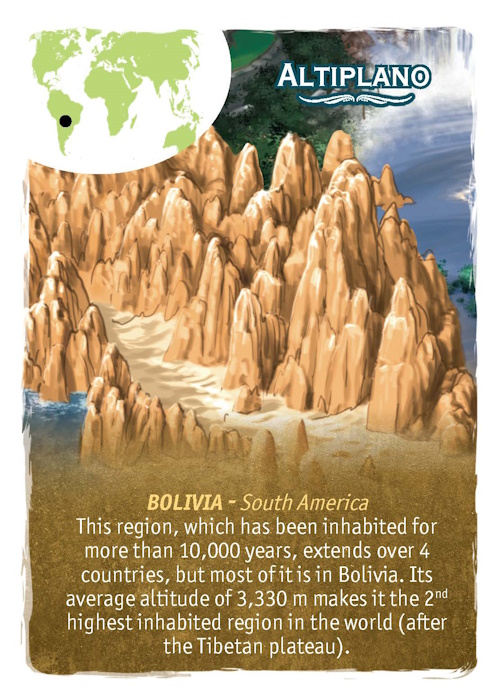 ALTIPLANO
BOLIVIA - South America
This region, which has been inhabited for
more than 10,000 years, extends over 4
countries, but most of it is in Bolivia. Its
average altitude of 3,330 m makes it the 2nd
highest inhabited region in the world (after
the Tibetan plateau).